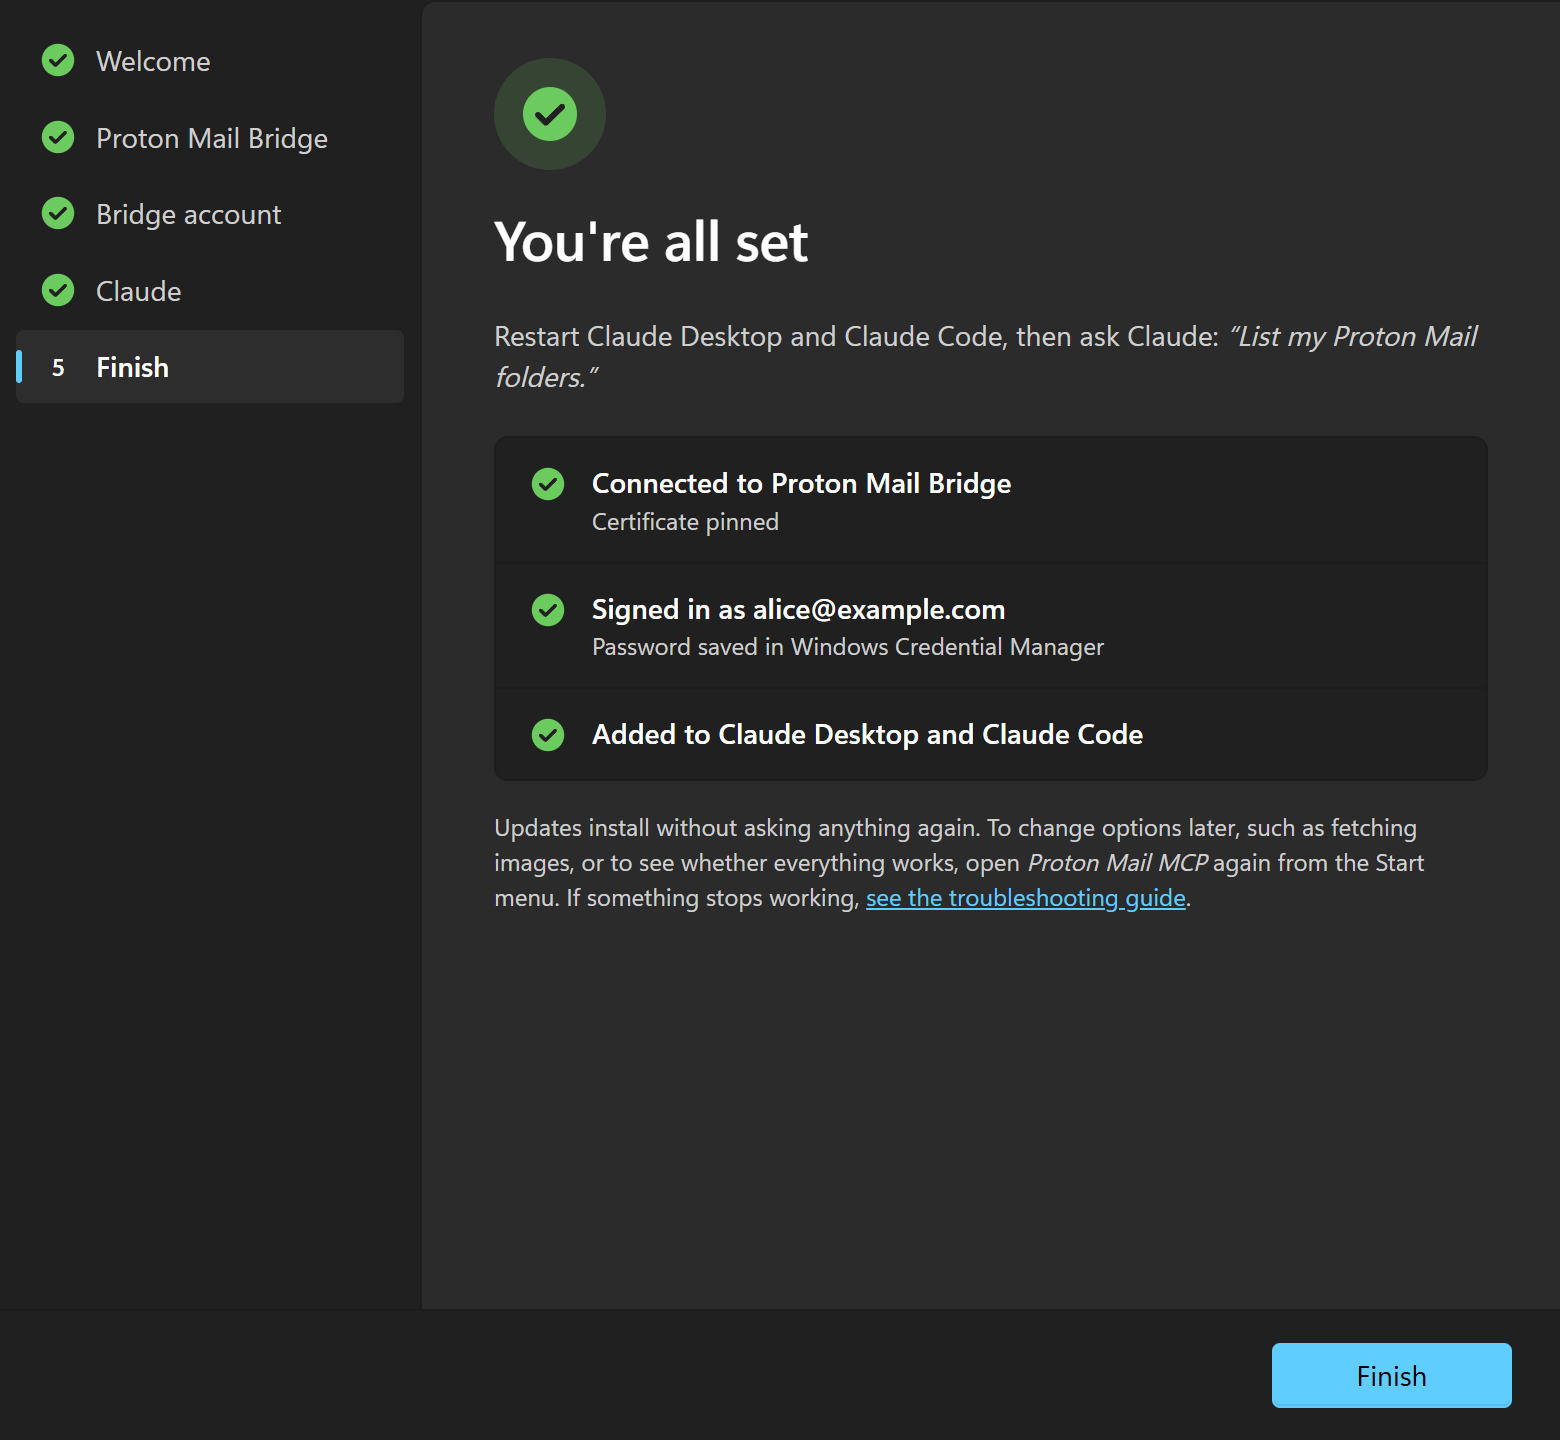 Welcome
Proton Mail Bridge
Bridge account
Claude
5 Finish
You're all set
Restart Claude Desktop and Claude Code, then ask Claude: “List my Proton Mail
folders.”
Connected to Proton Mail Bridge
Certificate pinned
Signed in as alice@example.com
Password saved in Windows Credential Manager
Added to Claude Desktop and Claude Code
Updates install without asking anything again. To change options later, such as fetching
images, or to see whether everything works, open Proton Mail MCP again from the Start
menu. If something stops working, see the troubleshooting guide.
Finish